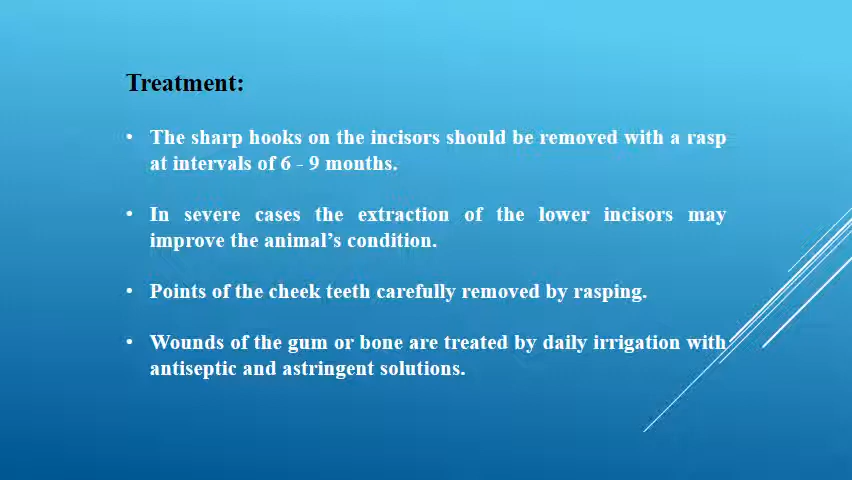 Treatment:
• The sharp hooks on the incisors should be removed with a rasp
at intervals of 6 - 9 months.
• In severe cases the extraction of the lower incisors may
improve the animal’s condition.
• Points of the cheek teeth carefully removed by rasping.
• Wounds of the gum or bone are treated by daily irrigation with
antiseptic and astringent solutions.